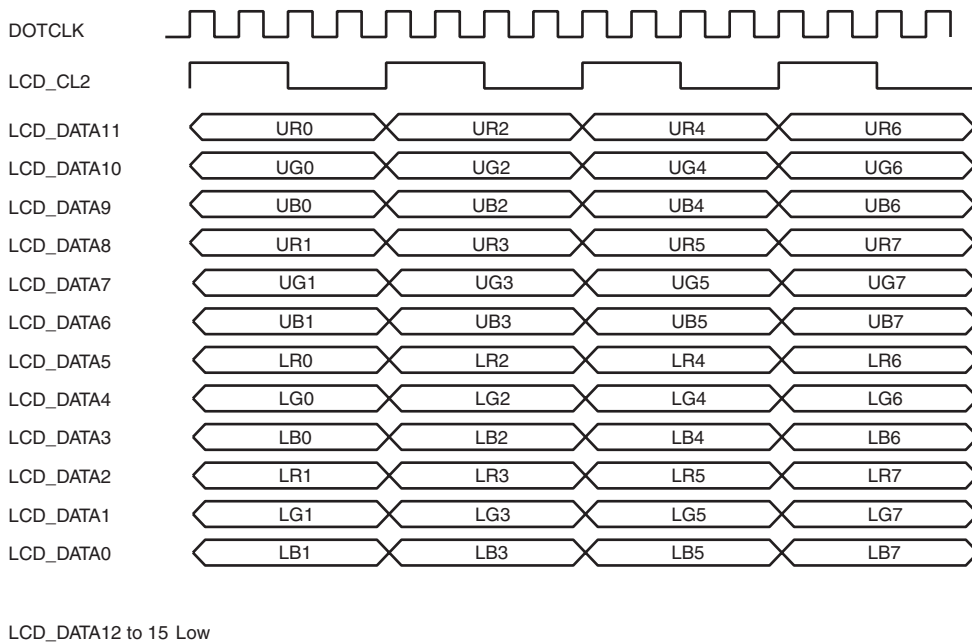 DOTCLK
LCD_CL2
LCD_DATA11 UR0 UR2 UR4 UR6
LCD_DATA10 UG0 UG2 UG4 UG6
LCD_DATA9 UB0 UB2 UB4 UB6
LCD_DATA8 UR1 UR3 UR5 UR7
LCD_DATA7 UG1 UG3 UG5 UG7
LCD_DATA6 UB1 UB3 UB5 UB7
LCD_DATA5 LR0 LR2 LR4 LR6
LCD_DATA4 LG0 LG2 LG4 LG6
LCD_DATA3 LB0 LB2 LB4 LB6
LCD_DATA2 LR1 LR3 LR5 LR7
LCD_DATA1 LG1 LG3 LG5 LG7
LCD_DATA0 LB1 LB3 LB5 LB7
LCD_DATA12 to 15 Low